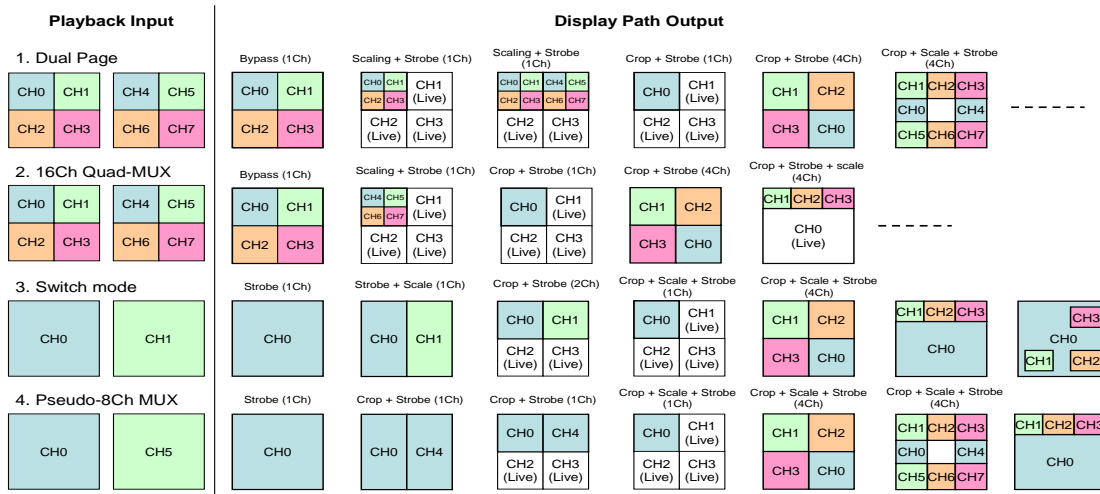 Playback Input
Display Path Output
1. Dual Page
CH0 CH1
CH2 CH3
CH4 CH5
CH6 CH7
Bypass (1Ch)
CH0 CH1
CH2 CH3
Scaling + Strobe (1Ch)
CH0 CH1
CH2 CH3
CH1
(Live)
CH2
(Live)
CH3
(Live)
Scaling + Strobe
(1Ch)
CH0 CH1 CH4 CH5
CH2 CH3 CH6 CH7
CH1
(Live)
CH2
(Live)
CH3
(Live)
Crop + Strobe (1Ch)
CH0
CH1
(Live)
CH2
(Live)
CH3
(Live)
Crop + Strobe (4Ch)
CH1 CH2
CH3 CH0
Crop + Scale + Strobe
(4Ch)
CH1 CH2 CH3
CH0 CH4
CH5 CH6 CH7
2. 16Ch Quad-MUX
CH0 CH1
CH2 CH3
CH4 CH5
CH6 CH7
Bypass (1Ch)
CH0 CH1
CH2 CH3
Scaling + Strobe (1Ch)
CH4 CH5
CH6 CH7
CH1
(Live)
CH2
(Live)
CH3
(Live)
Crop + Strobe (1Ch)
CH0
CH1
(Live)
CH2
(Live)
CH3
(Live)
Crop + Strobe (4Ch)
CH1 CH2
CH3 CH0
Crop + Strobe + scale
(4Ch)
CH1 CH2 CH3
CH0
(Live)
3. Switch mode
CH0
CH1
Strobe (1Ch)
CH0
Strobe + Scale (1Ch)
CH0 CH1
Crop + Strobe (2Ch)
CH0 CH1
CH2
(Live)
CH3
(Live)
Crop + Scale + Strobe
(1Ch)
CH0
CH1
(Live)
CH2
(Live)
CH3
(Live)
Crop + Scale + Strobe
(4Ch)
CH1 CH2
CH3 CH0
CH1 CH2 CH3
CH0
CH3
CH0
CH1 CH2
4. Pseudo-8Ch MUX
CH0
CH5
Strobe (1Ch)
CH0
Crop + Strobe (1Ch)
CH0 CH4
Crop + Strobe (1Ch)
CH0 CH4
CH2
(Live)
CH3
(Live)
Crop + Scale + Strobe
(1Ch)
CH0
CH1
(Live)
CH2
(Live)
CH3
(Live)
Crop + Scale + Strobe
(4Ch)
CH1 CH2
CH3 CH0
Crop + Scale + Strobe
(4Ch)
CH1 CH2 CH3
CH0 CH4
CH5 CH6 CH7
CH1 CH2 CH3
CH0